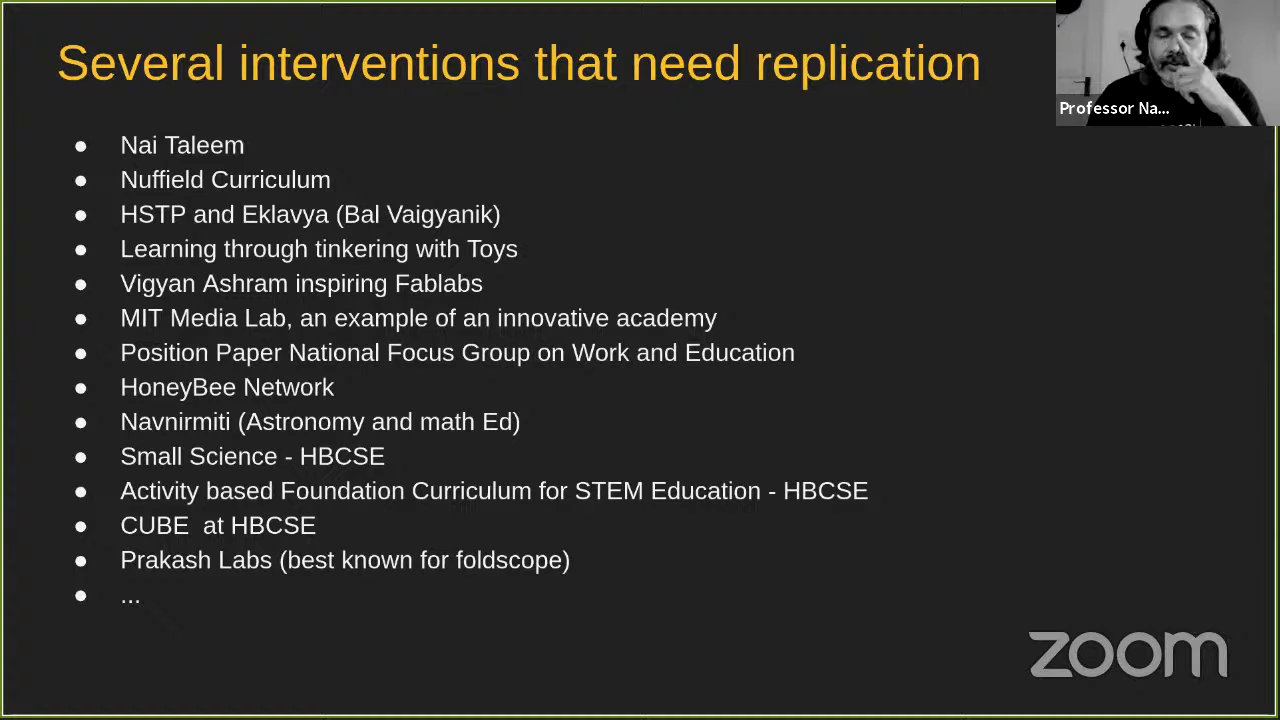 Several interventions that need replication
Professor Na...
● Nai Taleem
● Nuffield Curriculum
● HSTP and Eklavya (Bal Vaigyanik)
● Learning through tinkering with Toys
● Vigyan Ashram inspiring Fablabs
● MIT Media Lab, an example of an innovative academy
● Position Paper National Focus Group on Work and Education
● HoneyBee Network
● Navnirmiti (Astronomy and math Ed)
● Small Science - HBCSE
● Activity based Foundation Curriculum for STEM Education - HBCSE
● CUBE  at HBCSE
● Prakash Labs (best known for foldscope)
● ...
zoom